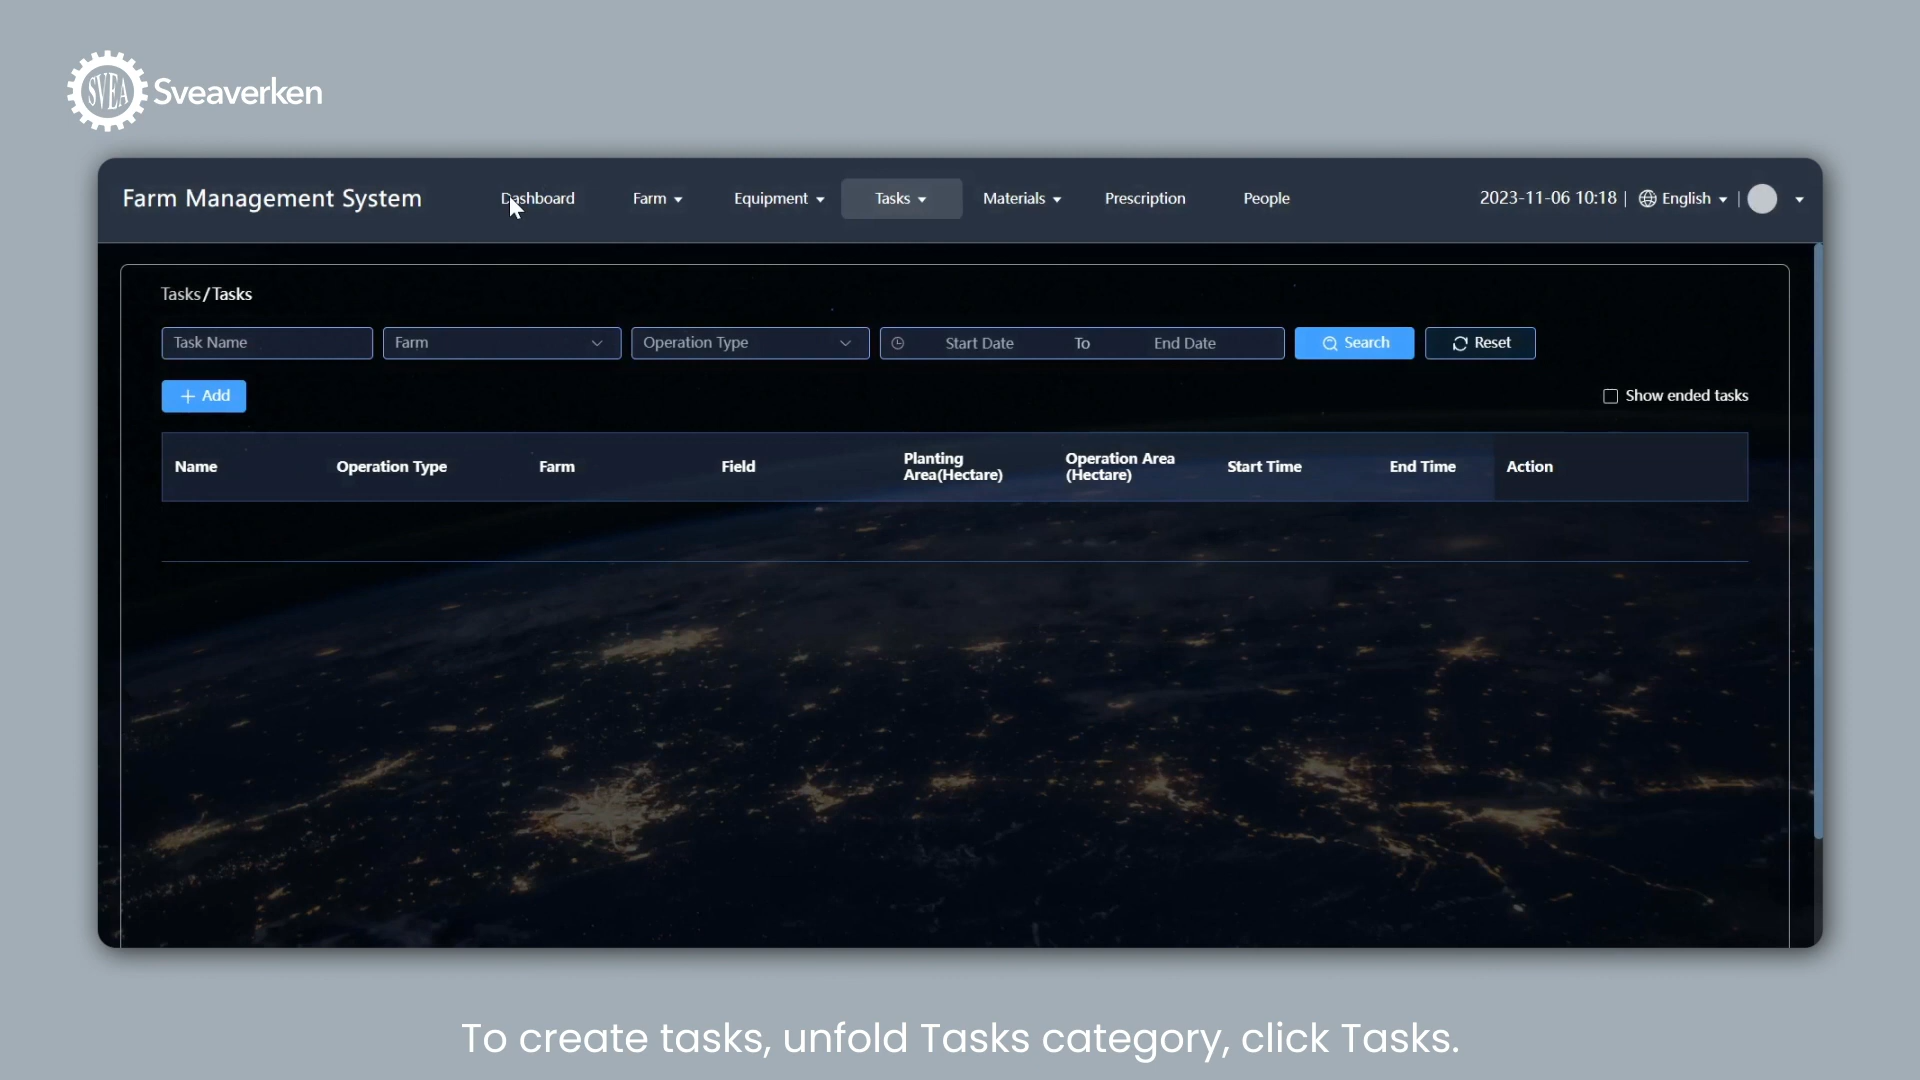 SVEA Sveaverken
Farm Management System Dashboard Farm Equipment Tasks Materials Prescription People 2023-11-06 10:18 | English |
Tasks/Tasks
Task Name Farm Operation Type Start Date To End Date Search Reset
+ Add Show ended tasks
Name Operation Type Farm Field Planting Area(Hectare) Operation Area (Hectare) Start Time End Time Action
To create tasks, unfold Tasks category, click Tasks.